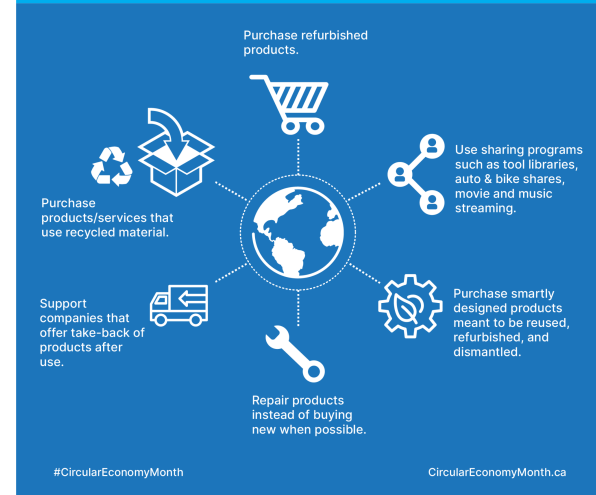 Purchase refurbished
products.
Use sharing programs
such as tool libraries,
auto & bike shares,
movie and music
streaming.
Purchase
products/services that
use recycled material.
Support
companies that
offer take-back of
products after
use.
Purchase smartly
designed products
meant to be reused,
refurbished, and
dismantled.
Repair products
instead of buying
new when possible.
#CircularEconomyMonth
CircularEconomyMonth.ca